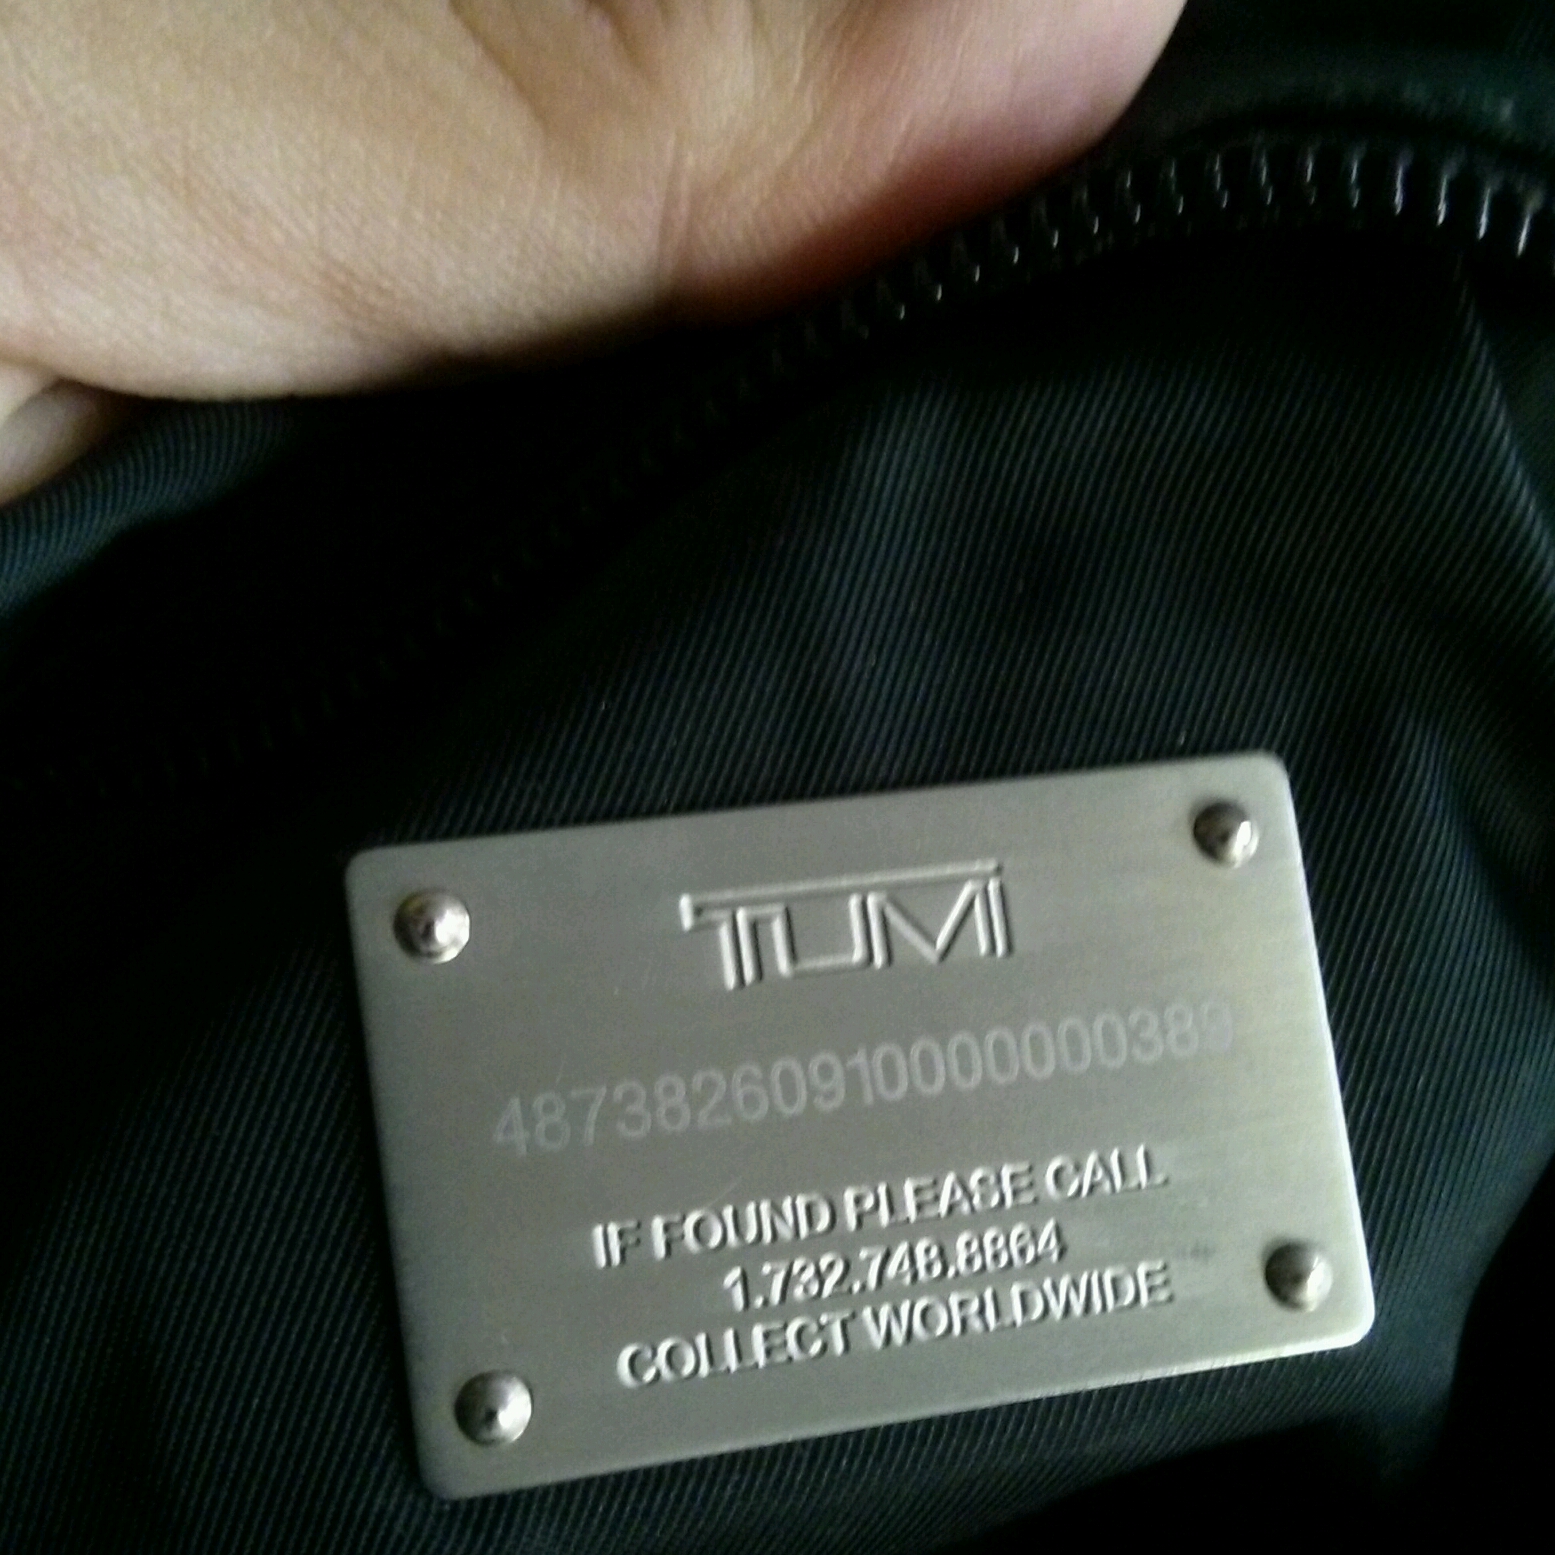 TUMI
48738260910000000389
IF FOUND PLEASE CALL
1.732.748.8864
COLLECT WORLDWIDE